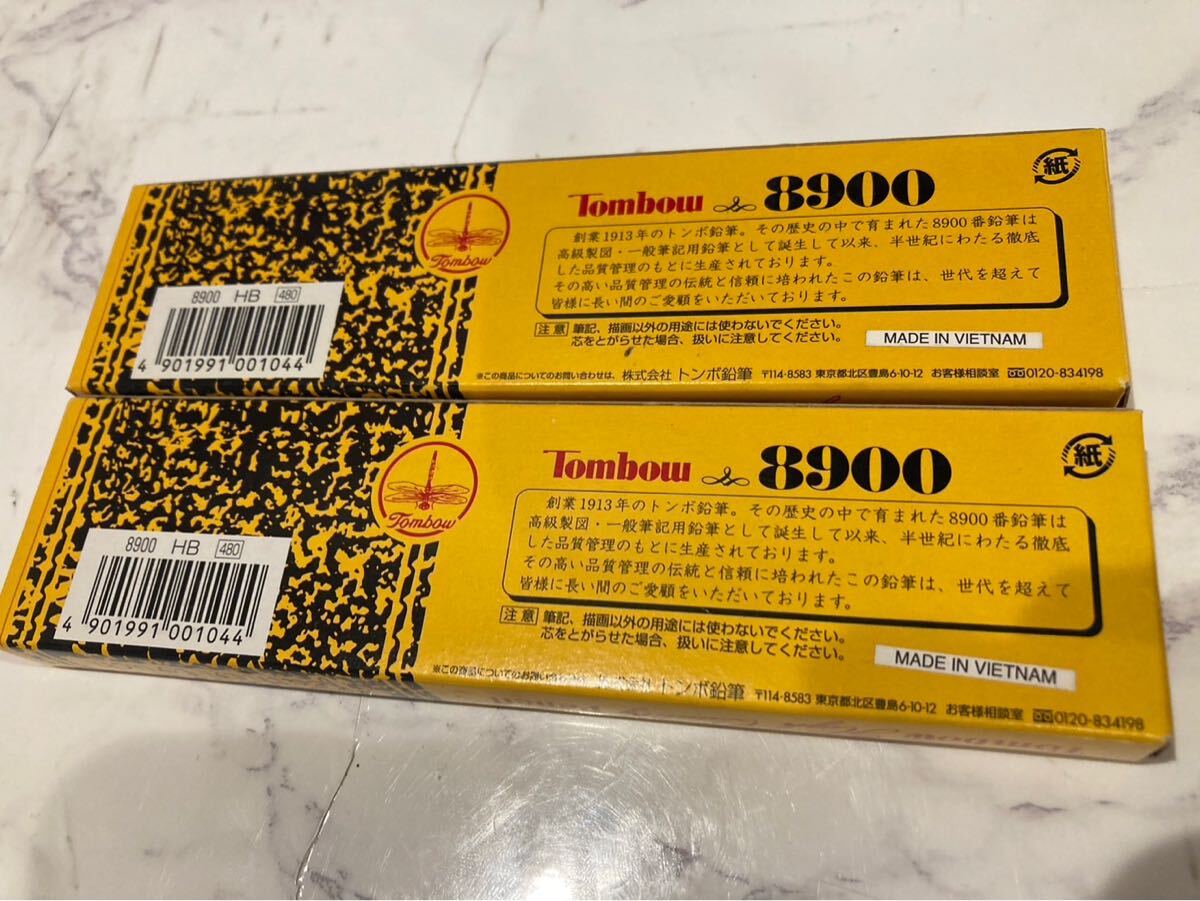 Tombow 8900
紙
Tombow
創業1913年のトンボ鉛筆。その歴史の中で育まれた8900番鉛筆は
高級製図・一般筆記用鉛筆として誕生して以来、半世紀にわたる徹底
した品質管理のもとに生産されております。
その高い品質管理の伝統と信頼に培われたこの鉛筆は、世代を超えて
皆様に長い間のご愛顧をいただいております。
8900 HB 480
4 901991 001044
注意 筆記、描画以外の用途には使わないでください。
芯をとがらせた場合、扱いに注意してください。
MADE IN VIETNAM
※この商品についてのお問い合わせは、株式会社 トンボ鉛筆 〒114-8583 東京都北区豊島6-10-12 お客様相談室 0120-834198
Tombow 8900
紙
Tombow
創業1913年のトンボ鉛筆。その歴史の中で育まれた8900番鉛筆は
高級製図・一般筆記用鉛筆として誕生して以来、半世紀にわたる徹底
した品質管理のもとに生産されております。
その高い品質管理の伝統と信頼に培われたこの鉛筆は、世代を超えて
皆様に長い間のご愛顧をいただいております。
8900 HB 480
4 901991 001044
注意 筆記、描画以外の用途には使わないでください。
芯をとがらせた場合、扱いに注意してください。
MADE IN VIETNAM
※この商品についてのお問い トンボ鉛筆 〒114-8583 東京都北区豊島6-10-12 お客様相談室 0120-834198